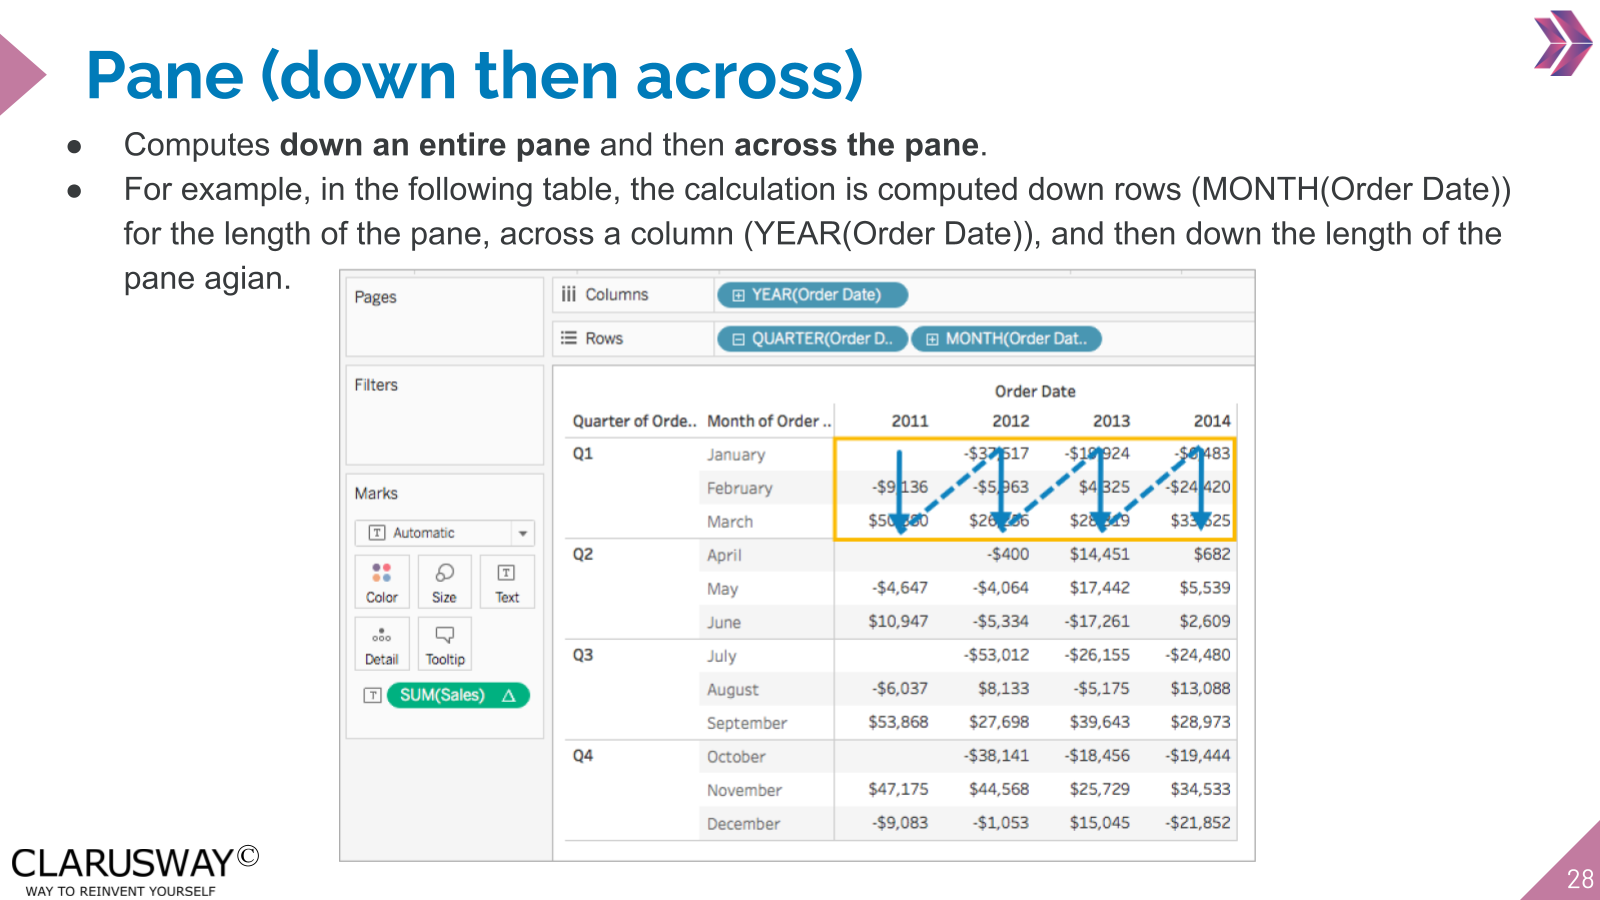 Pane (down then across)
● Computes down an entire pane and then across the pane.
● For example, in the following table, the calculation is computed down rows (MONTH(Order Date))
for the length of the pane, across a column (YEAR(Order Date)), and then down the length of the
pane agian.
Pages
iii Columns YEAR(Order Date)
Rows QUARTER(Order D.. MONTH(Order Dat..
Filters
Marks
Automatic
Color Size Text
Detail Tooltip
SUM(Sales) Δ
Order Date
Quarter of Orde.. Month of Order .. 2011 2012 2013 2014
Q1 January
February
March
Q2 April -$400 $14,451 $682
May -$4,647 -$4,064 $17,442 $5,539
June $10,947 -$5,334 -$17,261 $2,609
Q3 July -$53,012 -$26,155 -$24,480
August -$6,037 $8,133 -$5,175 $13,088
September $53,868 $27,698 $39,643 $28,973
Q4 October -$38,141 -$18,456 -$19,444
November $47,175 $44,568 $25,729 $34,533
December -$9,083 -$1,053 $15,045 -$21,852
CLARUSWAY©
WAY TO REINVENT YOURSELF
28